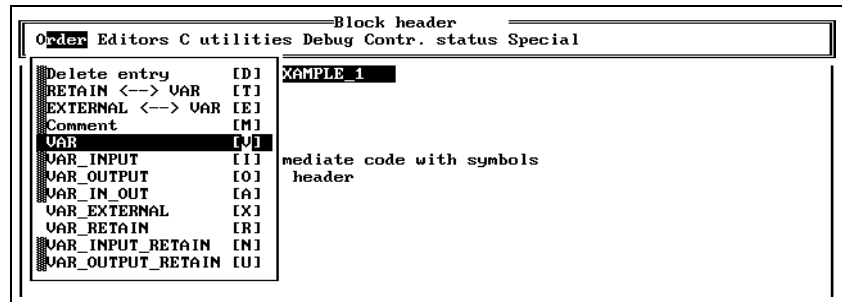 Block header
Order Editors C utilities Debug Contr. status Special
Delete entry [D] XAMPLE_1
RETAIN <--> VAR [T]
EXTERNAL <--> VAR [E]
Comment [M]
VAR [V]
VAR_INPUT [I] mediate code with symbols
VAR_OUTPUT [O] header
VAR_IN_OUT [A]
VAR_EXTERNAL [X]
VAR_RETAIN [R]
VAR_INPUT_RETAIN [N]
VAR_OUTPUT_RETAIN [U]